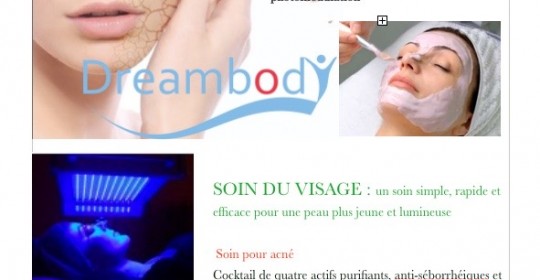 photomodulation
Dreambody
SOIN DU VISAGE : un soin simple, rapide et
efficace pour une peau plus jeune et lumineuse
Soin pour acné
Cocktail de quatre actifs purifiants, anti-séborrhéiques et